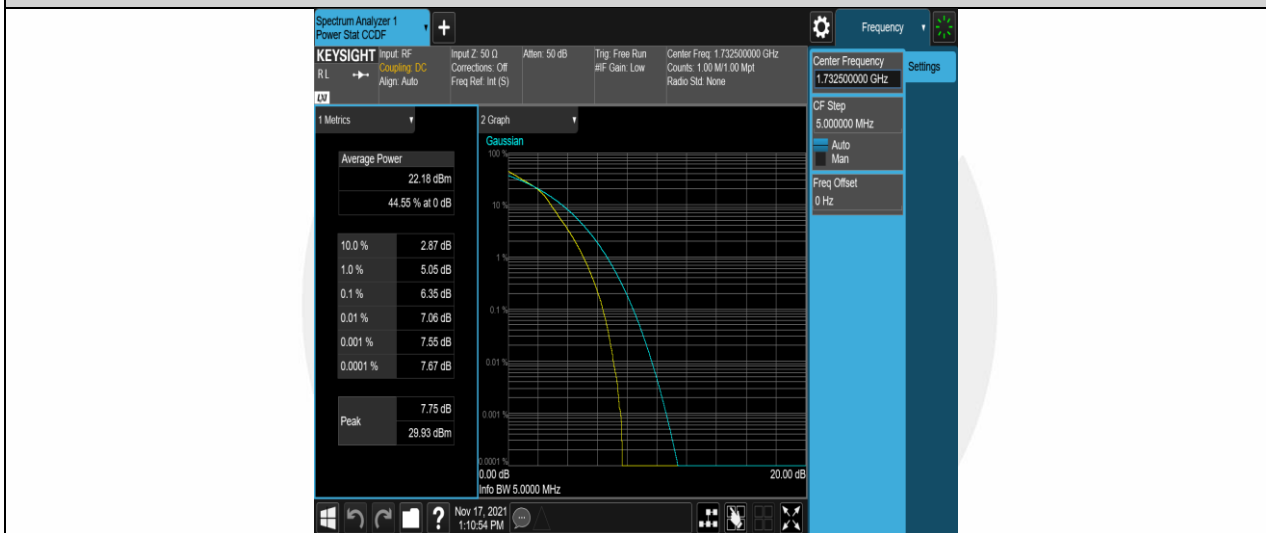 Spectrum Analyzer 1
Power Stat CCDF
+
Frequency
KEYSIGHT
RL
LXI
Input: RF
Coupling: DC
Align: Auto
Input Z: 50 Ω
Corrections: Off
Freq Ref: Int (S)
Atten: 50 dB
Trig: Free Run
#IF Gain: Low
Center Freq: 1.732500000 GHz
Counts: 1.00 M/1.00 Mpt
Radio Std: None
Center Frequency
1.732500000 GHz
Settings
CF Step
5.000000 MHz
Auto
Man
Freq Offset
0 Hz
1 Metrics
Average Power
22.18 dBm
44.55 % at 0 dB
10.0 % 2.87 dB
1.0 % 5.05 dB
0.1 % 6.35 dB
0.01 % 7.06 dB
0.001 % 7.55 dB
0.0001 % 7.67 dB
Peak 7.75 dB
29.93 dBm
2 Graph
Gaussian
100 %
10 %
1 %
0.1 %
0.01 %
0.001 %
0.0001 %
0.00 dB 20.00 dB
Info BW 5.0000 MHz
?
Nov 17, 2021
1:10:54 PM